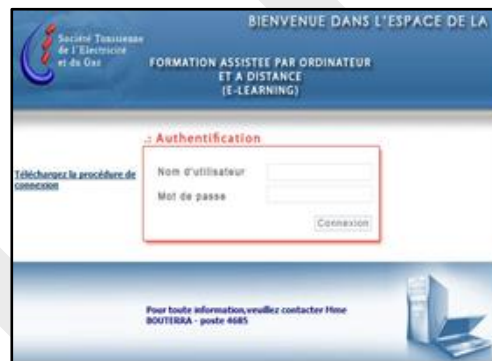 BIENVENUE DANS L'ESPACE DE LA
Société Tunisienne
de l'Electricité
et du Gaz
FORMATION ASSISTEE PAR ORDINATEUR
ET A DISTANCE
(E-LEARNING)
.: Authentification
Nom d'utilisateur
Mot de passe
Connexion
Téléchargez la procédure de
connexion
Pour toute information,veuillez contacter Mme
BOUTERRA - poste 4685